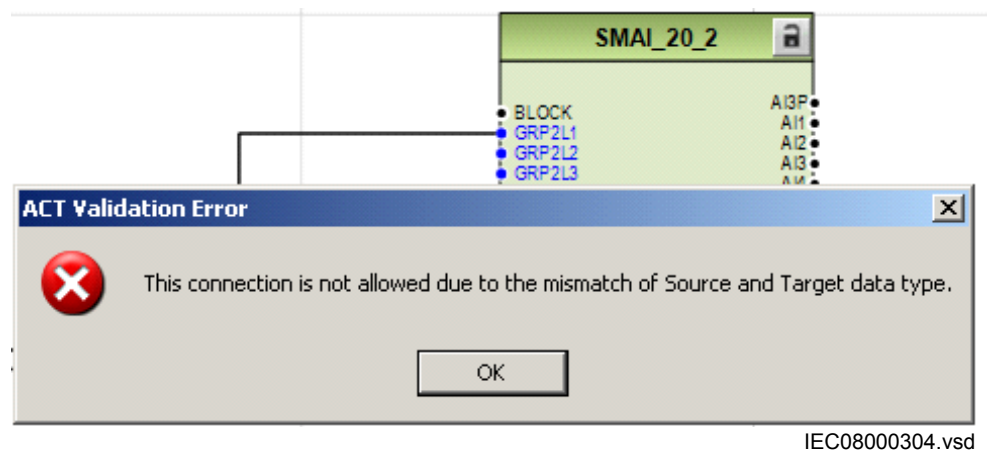 SMAI_20_2
BLOCK
GRP2L1
GRP2L2
GRP2L3
AI3P
AI1
AI2
AI3
ACT Validation Error
This connection is not allowed due to the mismatch of Source and Target data type.
OK
IEC08000304.vsd